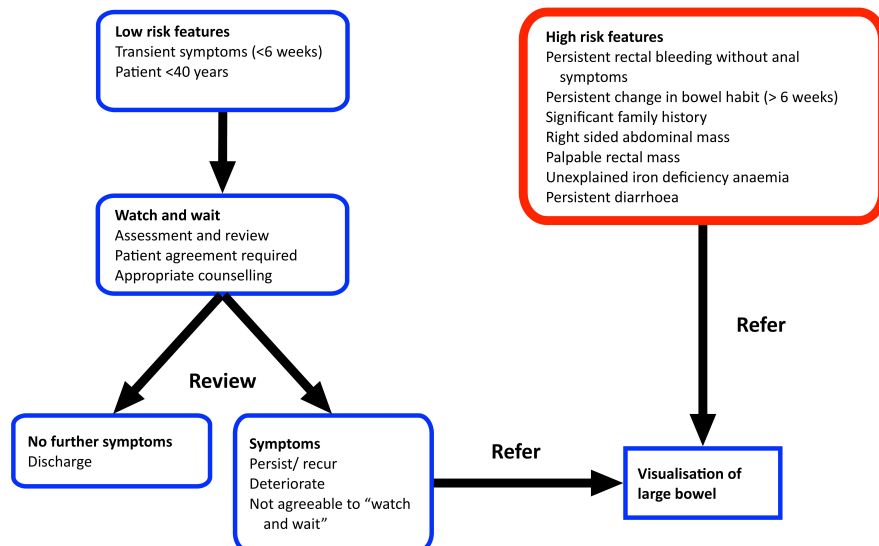 Low risk features
Transient symptoms (<6 weeks)
Patient <40 years
High risk features
Persistent rectal bleeding without anal
symptoms
Persistent change in bowel habit (> 6 weeks)
Significant family history
Right sided abdominal mass
Palpable rectal mass
Unexplained iron deficiency anaemia
Persistent diarrhoea
Watch and wait
Assessment and review
Patient agreement required
Appropriate counselling
Refer
Review
No further symptoms
Discharge
Symptoms
Persist/ recur
Deteriorate
Not agreeable to “watch
and wait”
Refer
Visualisation of
large bowel